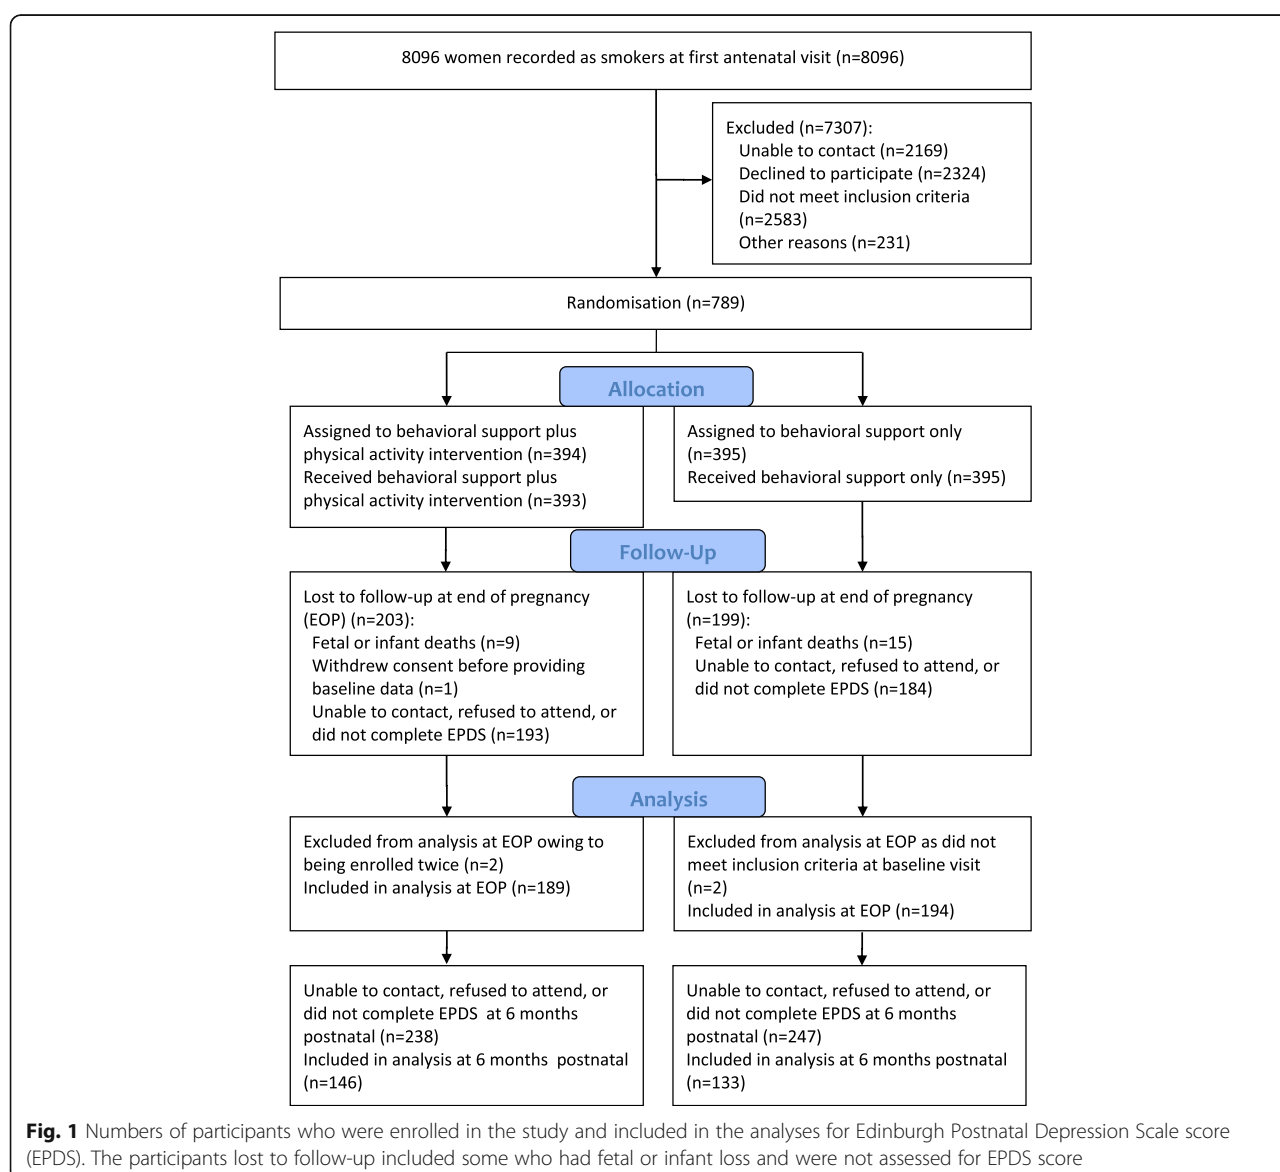 8096 women recorded as smokers at first antenatal visit (n=8096)
Excluded (n=7307):
Unable to contact (n=2169)
Declined to participate (n=2324)
Did not meet inclusion criteria
(n=2583)
Other reasons (n=231)
Randomisation (n=789)
Allocation
Assigned to behavioral support plus
physical activity intervention (n=394)
Received behavioral support plus
physical activity intervention (n=393)
Assigned to behavioral support only
(n=395)
Received behavioral support only (n=395)
Follow-Up
Lost to follow-up at end of pregnancy
(EOP) (n=203):
Fetal or infant deaths (n=9)
Withdrew consent before providing
baseline data (n=1)
Unable to contact, refused to attend, or
did not complete EPDS (n=193)
Lost to follow-up at end of pregnancy
(n=199):
Fetal or infant deaths (n=15)
Unable to contact, refused to attend, or
did not complete EPDS (n=184)
Analysis
Excluded from analysis at EOP owing to
being enrolled twice (n=2)
Included in analysis at EOP (n=189)
Excluded from analysis at EOP as did not
meet inclusion criteria at baseline visit
(n=2)
Included in analysis at EOP (n=194)
Unable to contact, refused to attend, or
did not complete EPDS at 6 months
postnatal (n=238)
Included in analysis at 6 months postnatal
(n=146)
Unable to contact, refused to attend, or
did not complete EPDS at 6 months
postnatal (n=247)
Included in analysis at 6 months postnatal
(n=133)
Fig. 1 Numbers of participants who were enrolled in the study and included in the analyses for Edinburgh Postnatal Depression Scale score
(EPDS). The participants lost to follow-up included some who had fetal or infant loss and were not assessed for EPDS score